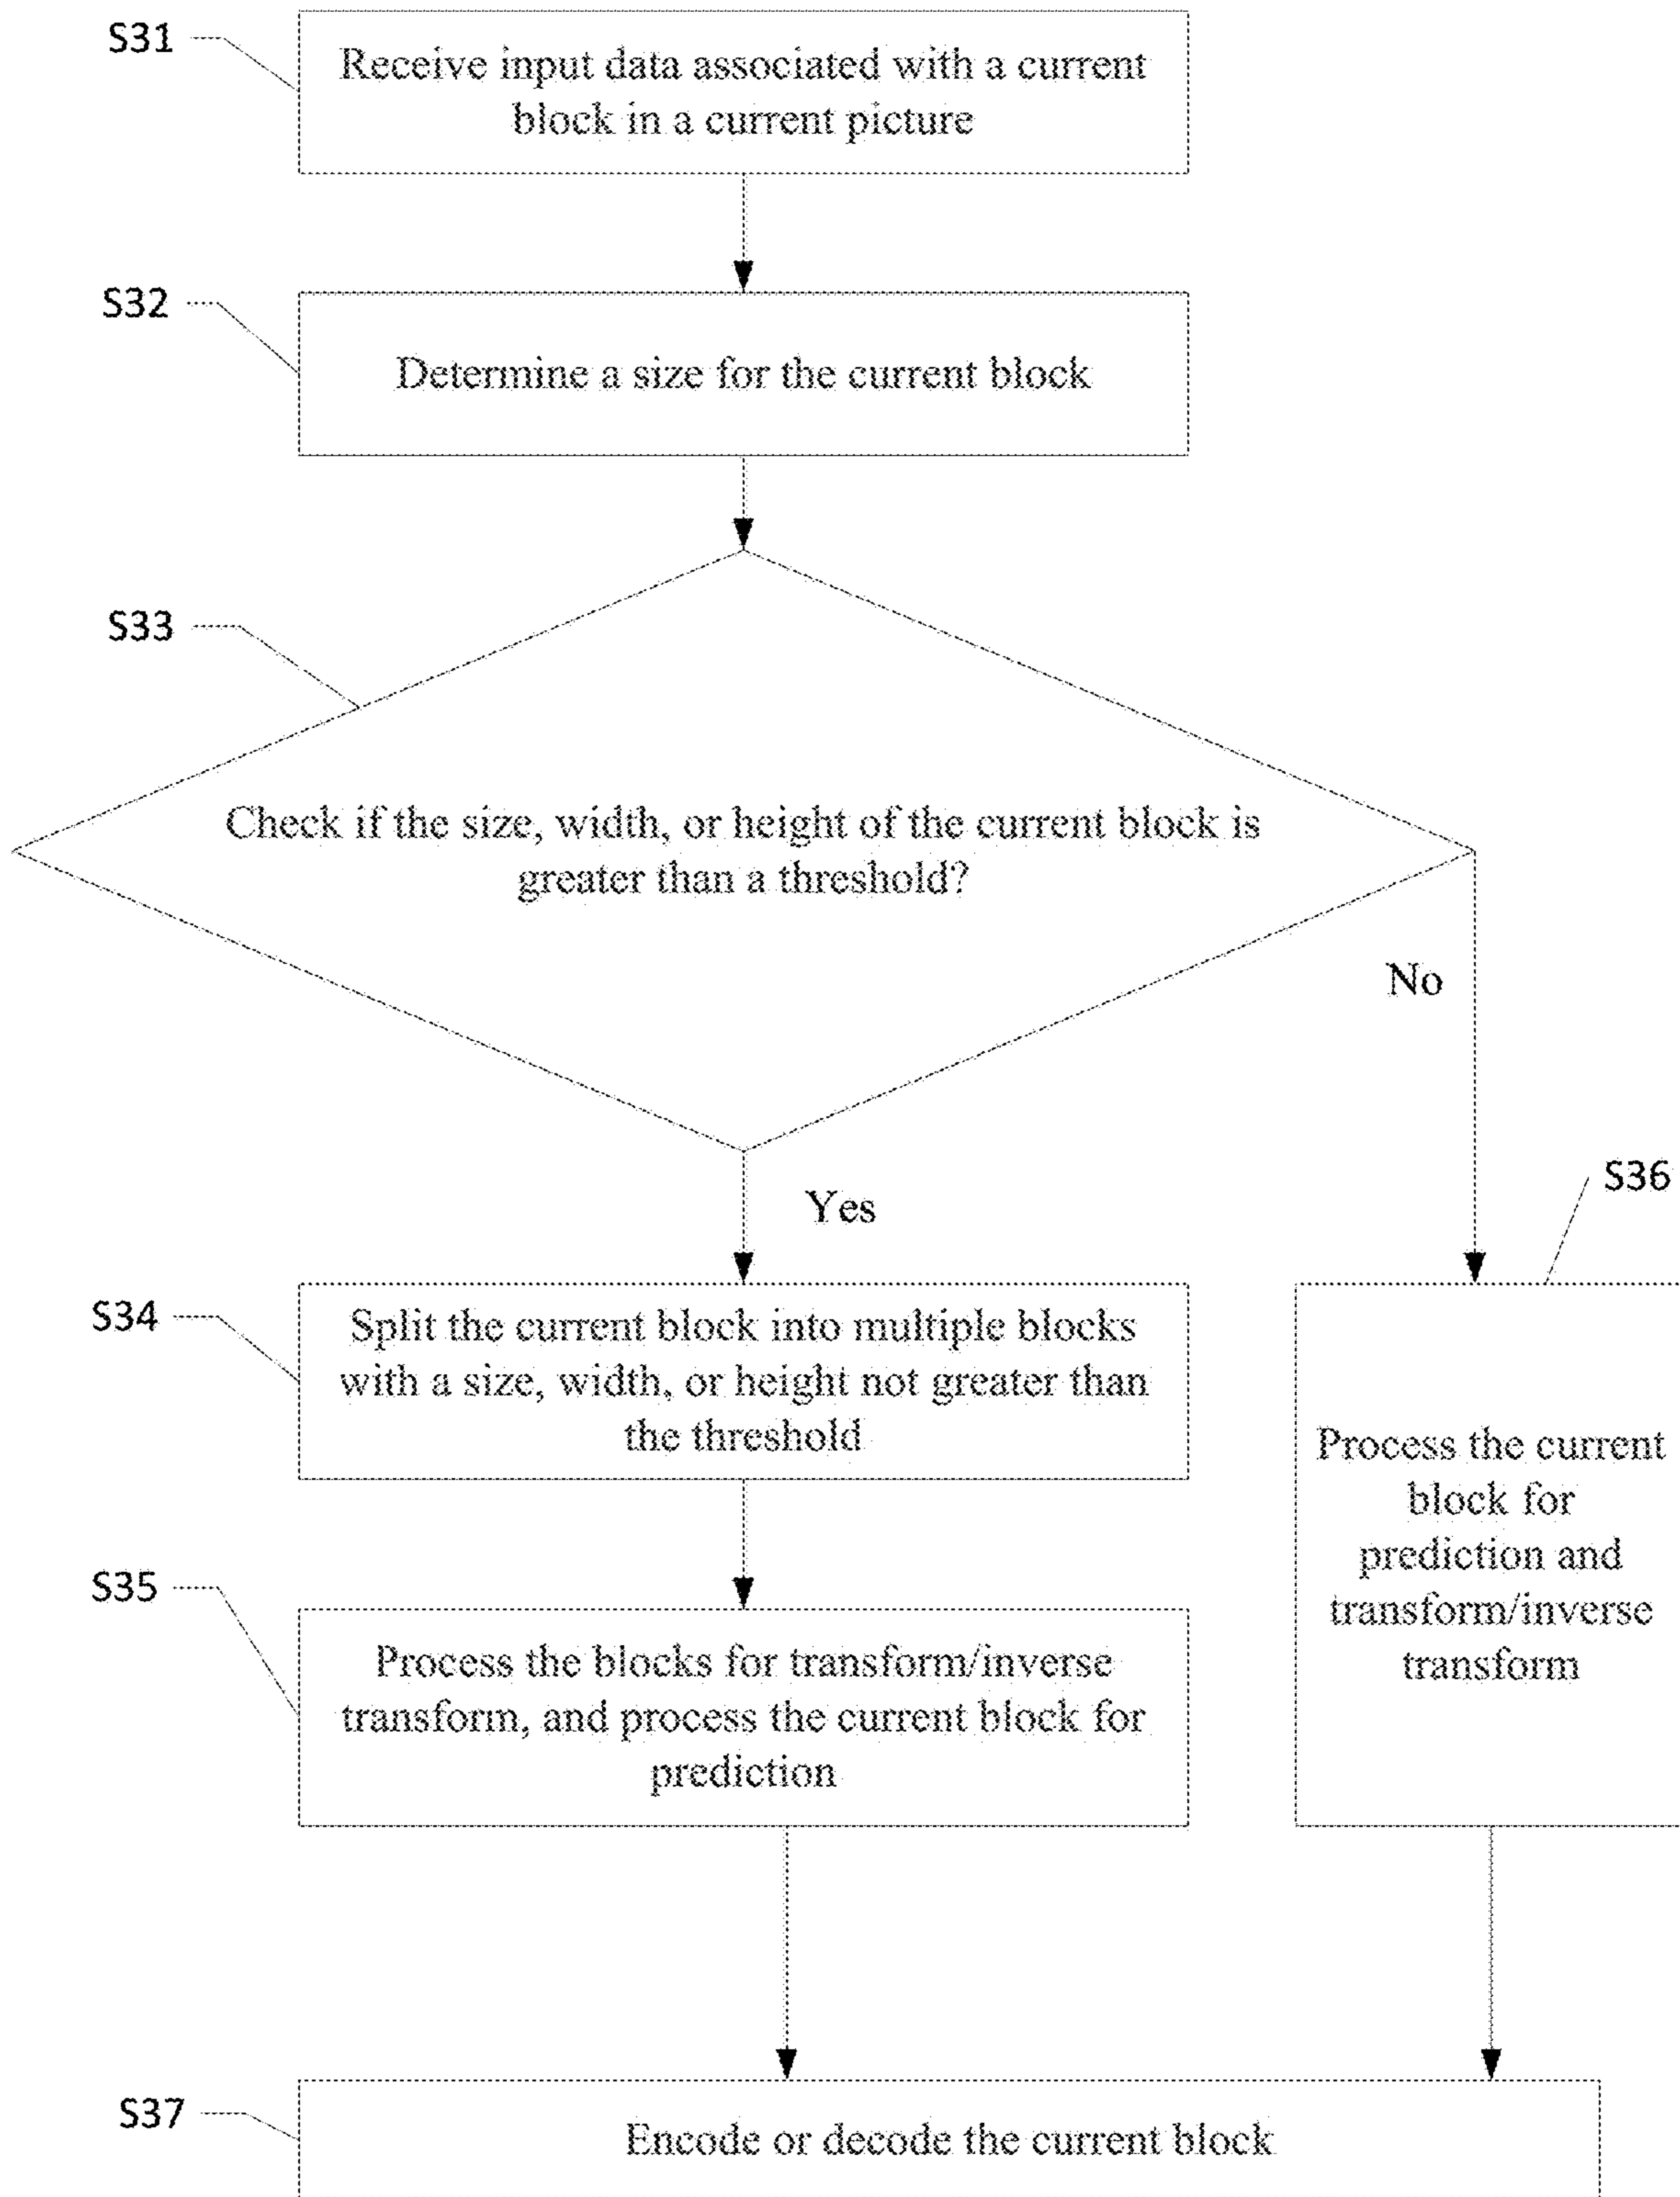 S31
Receive input data associated with a current
block in a current picture
S32
Determine a size for the current block
S33
Check if the size, width, or height of the current block is
greater than a threshold?
No
Yes
S36
S34
Split the current block into multiple blocks
with a size, width, or height not greater than
the threshold
Process the current
block for
prediction and
transform/inverse
transform
S35
Process the blocks for transform/inverse
transform, and process the current block for
prediction
S37
Encode or decode the current block